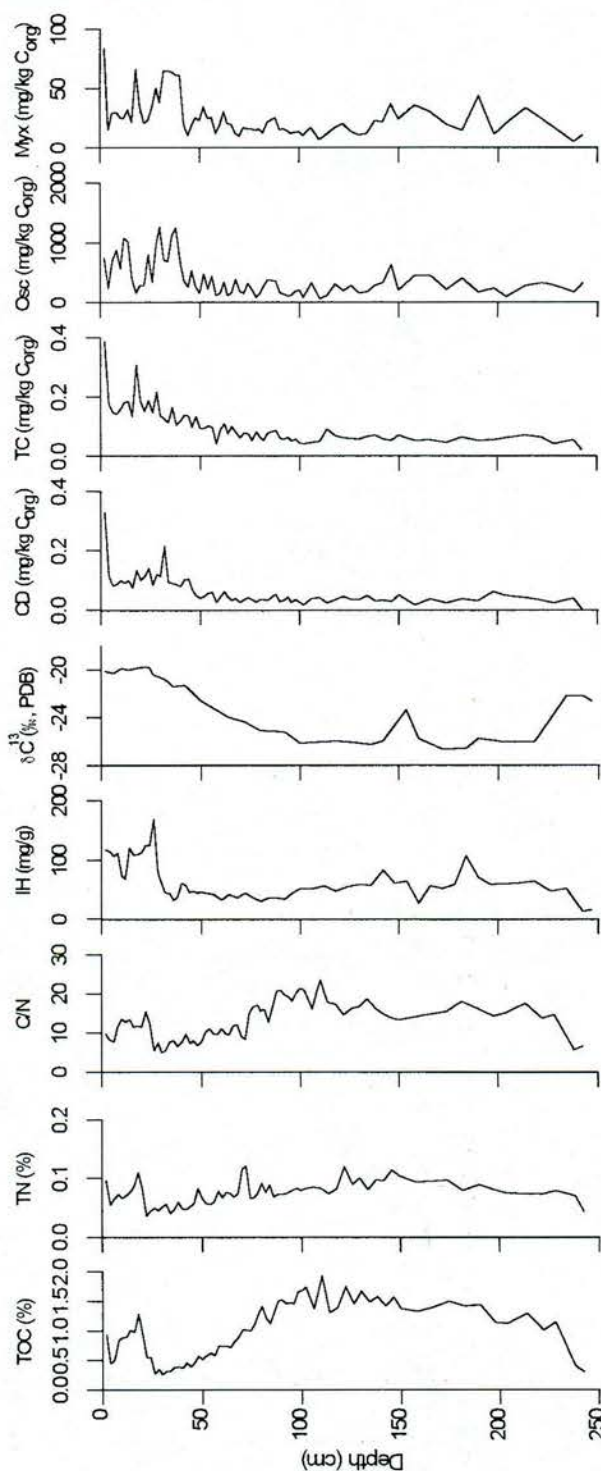 TOC (%) TN (%) C/N IH (mg/g) δC¹³(‰, PDB) CD (mg/kg Corg) TC (mg/kg Corg) Osc (mg/kg Corg) Myx (mg/kg Corg)
0.00.51.01.52.0 0.0 0.1 0.2 0 10 20 30 0 100 200 -28 -24 -20 0.0 0.2 0.4 0.0 0.2 0.4 0 1000 2000 0 50 100
0
50
100
150
200
250
Depth (cm)